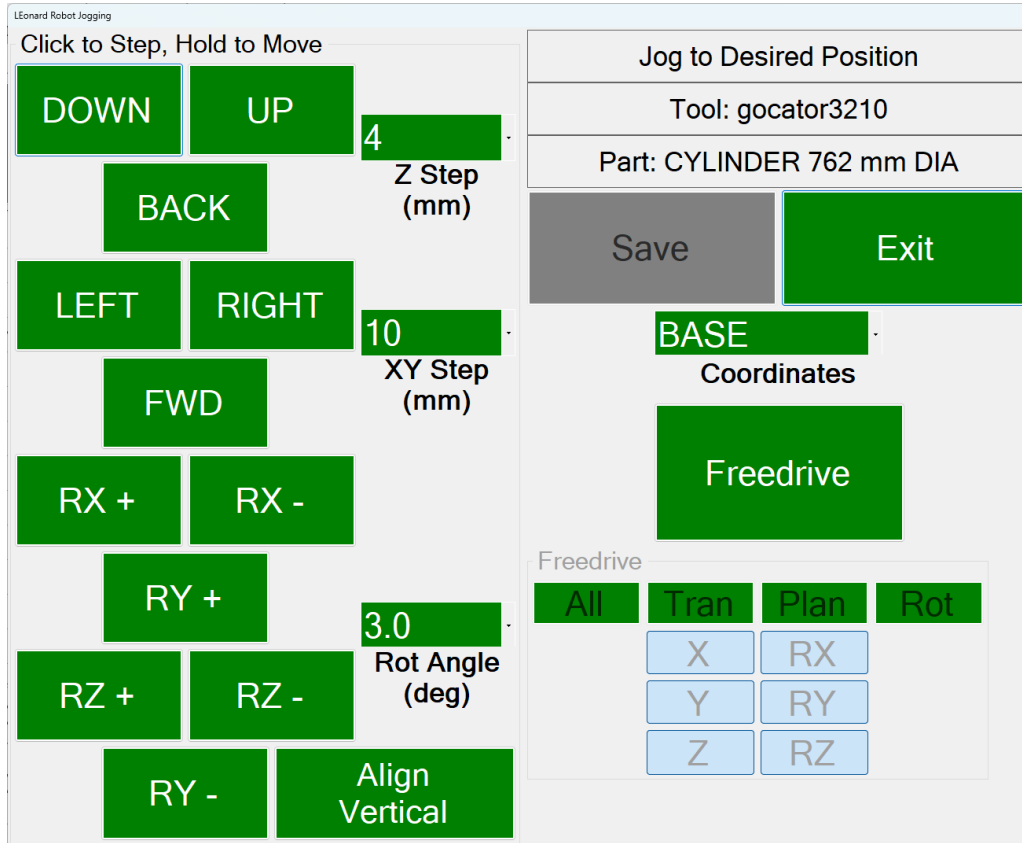 LEonard Robot Jogging
Click to Step, Hold to Move
DOWN
UP
4
Z Step
(mm)
BACK
LEFT
RIGHT
10
XY Step
(mm)
FWD
RX +
RX -
RY +
3.0
Rot Angle
(deg)
RZ +
RZ -
RY -
Align
Vertical
Jog to Desired Position
Tool: gocator3210
Part: CYLINDER 762 mm DIA
Save
Exit
BASE
Coordinates
Freedrive
Freedrive
All
Tran
Plan
Rot
X
RX
Y
RY
Z
RZ